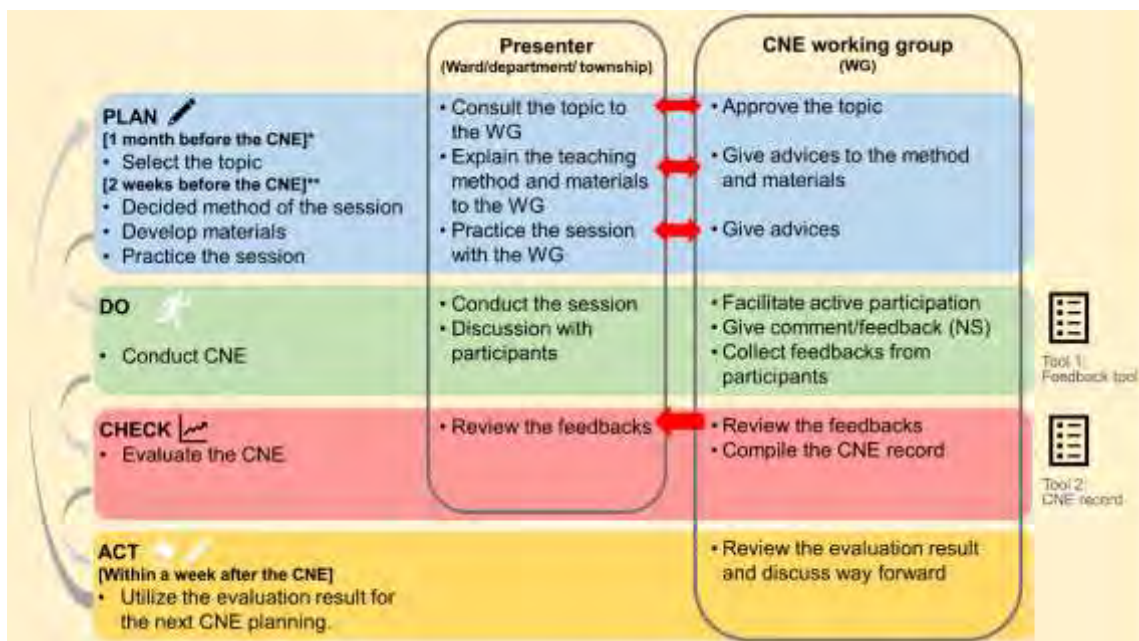 Presenter
(Ward/department/ township)
CNE working group
(WG)
PLAN
[1 month before the CNE]*
• Select the topic
[2 weeks before the CNE]**
• Decided method of the session
• Develop materials
• Practice the session
• Consult the topic to
the WG
• Explain the teaching
method and materials
to the WG
• Practice the session
with the WG
• Approve the topic
• Give advices to the method
and materials
• Give advices
DO
• Conduct CNE
• Conduct the session
• Discussion with
participants
• Facilitate active participation
• Give comment/feedback (NS)
• Collect feedbacks from
participants
Tool 1:
Feedback tool
CHECK
• Evaluate the CNE
• Review the feedbacks
• Review the feedbacks
• Compile the CNE record
Tool 2:
CNE record
ACT
[Within a week after the CNE]
• Utilize the evaluation result for
the next CNE planning.
• Review the evaluation result
and discuss way forward